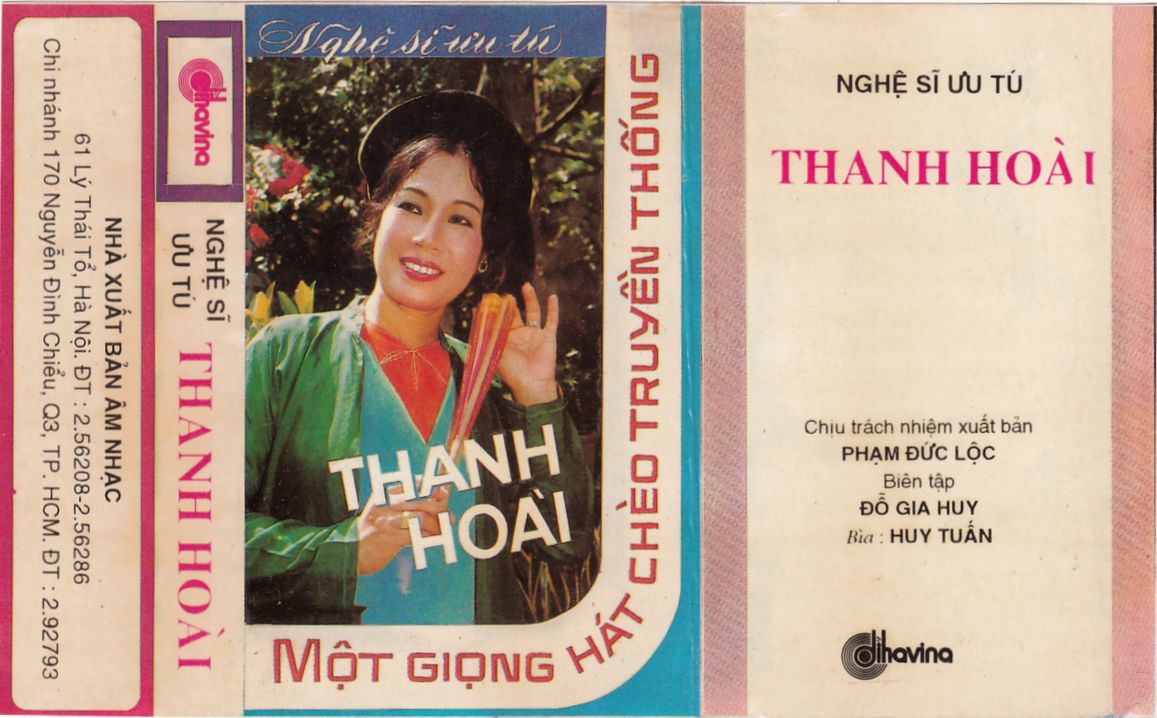 NHÀ XUẤT BẢN ÂM NHẠC
61 Lý Thái Tổ, Hà Nội. ĐT : 2.56208-2.56286
Chi nhánh 170 Nguyễn Đình Chiểu, Q3, TP. HCM. ĐT : 2.92793
dihavina
NGHỆ SĨ
ƯU TÚ
THANH HOÀI
Nghệ sĩ ưu tú
THANH
HOÀI
MỘT GIỌNG HÁT CHÈO TRUYỀN THỐNG
NGHỆ SĨ ƯU TÚ
THANH HOÀI
Chịu trách nhiệm xuất bản
PHẠM ĐỨC LỘC
Biên tập
ĐỖ GIA HUY
Bìa : HUY TUẤN
dihavina